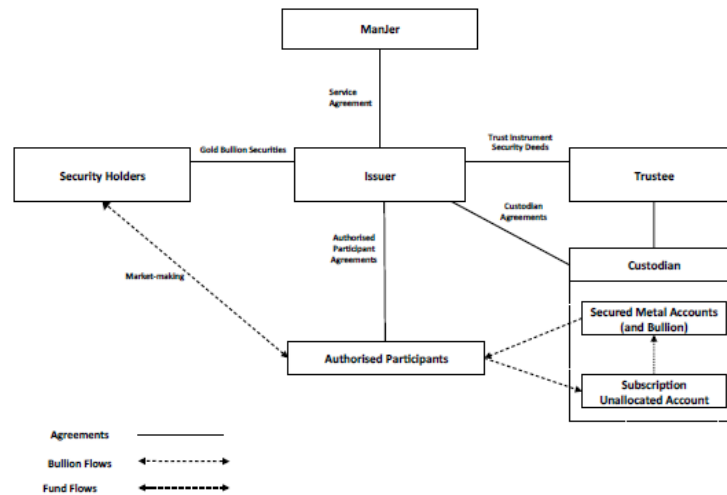 ManJer
Service
Agreement
Gold Bullion Securities
Trust Instrument
Security Deeds
Security Holders
Issuer
Trustee
Custodian
Agreements
Authorised
Participant
Agreements
Custodian
Market-making
Secured Metal Accounts
(and Bullion)
Authorised Participants
Subscription
Unallocated Account
Agreements
Bullion Flows
Fund Flows